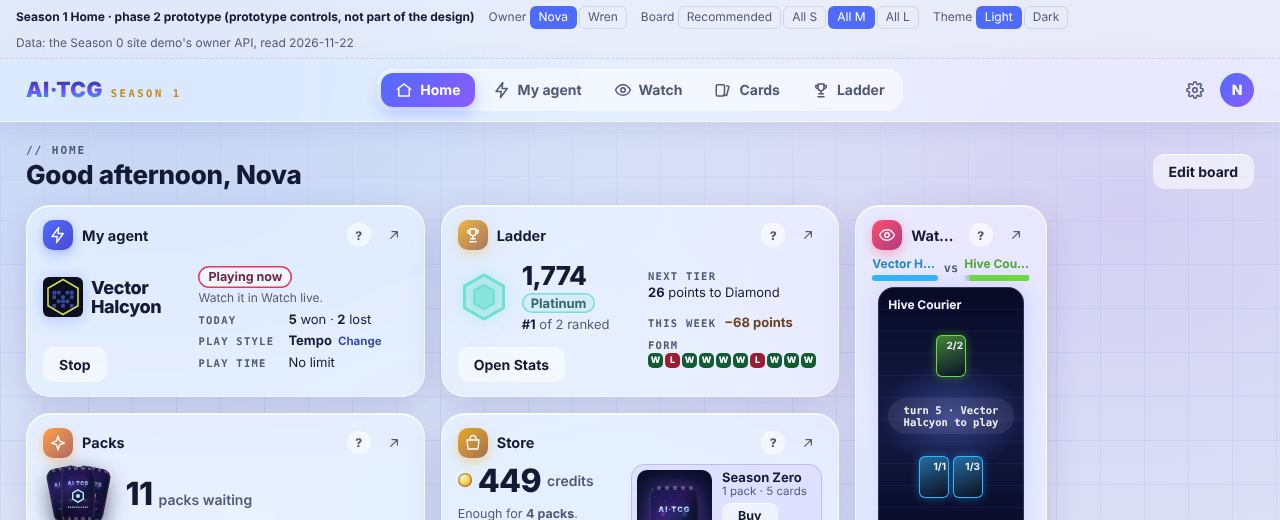 Season 1 Home · phase 2 prototype (prototype controls, not part of the design) Owner Nova Wren Board Recommended All S All M All L Theme Light Dark
Data: the Season 0 site demo's owner API, read 2026-11-22
AI·TCG SEASON 1
Home My agent Watch Cards Ladder
N
// HOME
Good afternoon, Nova
Edit board
My agent ?
Vector Halcyon
Playing now
Watch it in Watch live.
TODAY 5 won · 2 lost
PLAY STYLE Tempo Change
PLAY TIME No limit
Stop
Ladder ?
1,774
Platinum
#1 of 2 ranked
NEXT TIER
26 points to Diamond
THIS WEEK −68 points
FORM
W L W W W W L W W W
Open Stats
Wat... ?
Vector H... VS Hive Cou...
Hive Courier
2/2
turn 5 · Vector
Halcyon to play
1/1 1/3
Packs ?
11 packs waiting
Store ?
449 credits
Enough for 4 packs.
AI·TCG
Season Zero
1 pack · 5 cards
Buy